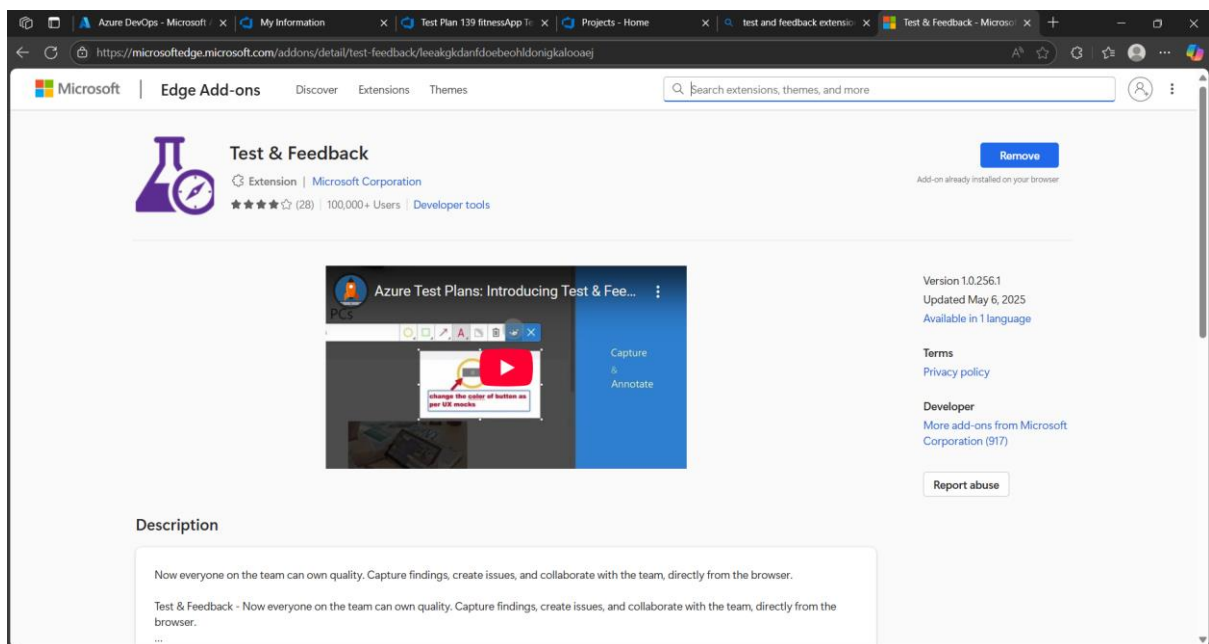 Azure DevOps - Microsoft /
My Information
Test Plan 139 fitnessApp Te
Projects - Home
test and feedback extensio
Test & Feedback - Microsof
https://microsoftedge.microsoft.com/addons/detail/test-feedback/leeakgkdanfdoebeohldonigkalooaej
Microsoft
Edge Add-ons
Discover
Extensions
Themes
Search extensions, themes, and more
Test & Feedback
Extension | Microsoft Corporation
(28) | 100,000+ Users | Developer tools
Remove
Add-on already installed on your browser
Azure Test Plans: Introducing Test & Fee...
PCs
A
change the color of button as
per UX mocks
Capture
&
Annotate
Version 1.0.256.1
Updated May 6, 2025
Available in 1 language
Terms
Privacy policy
Developer
More add-ons from Microsoft
Corporation (917)
Report abuse
Description
Now everyone on the team can own quality. Capture findings, create issues, and collaborate with the team, directly from the browser.
Test & Feedback - Now everyone on the team can own quality. Capture findings, create issues, and collaborate with the team, directly from the
browser.
...